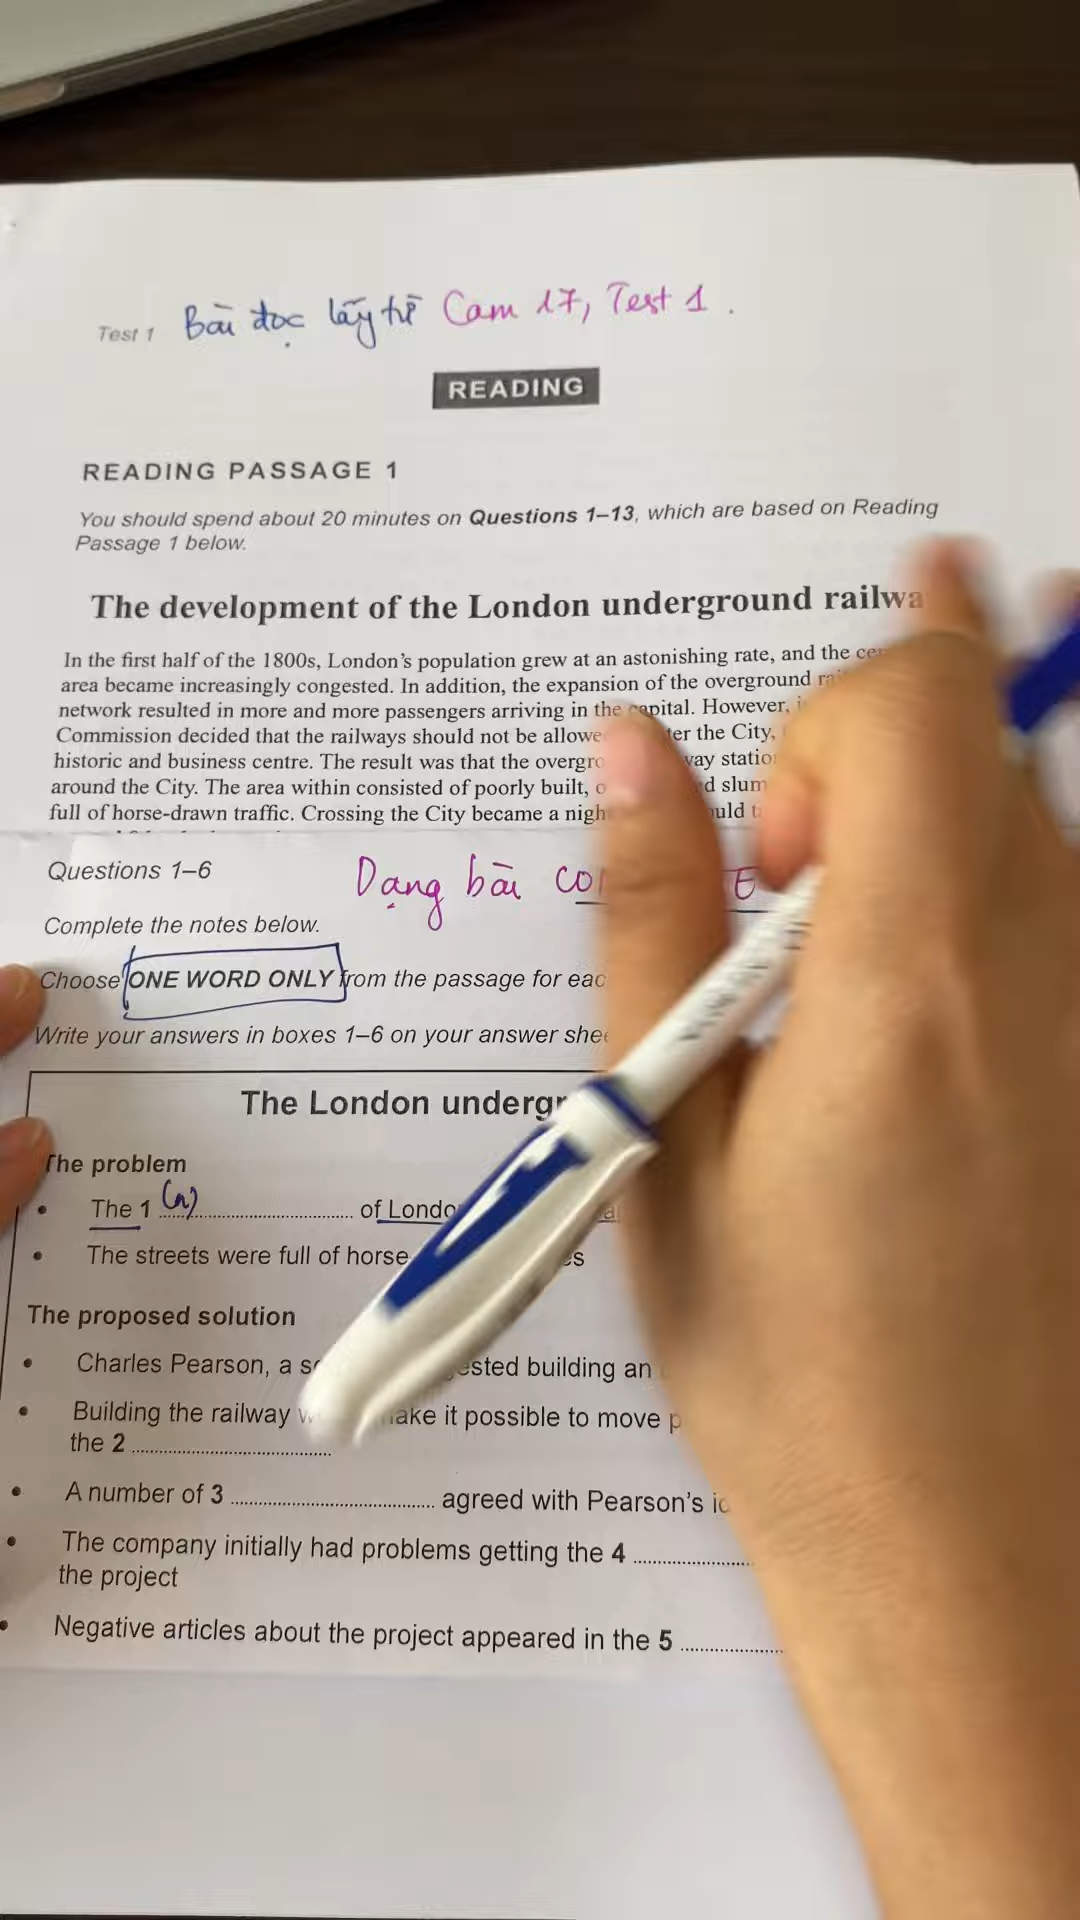 Test 1 Bài đọc lấy từ Cam 17, Test 1.
READING
READING PASSAGE 1
You should spend about 20 minutes on Questions 1–13, which are based on Reading
Passage 1 below.
The development of the London underground
In the first half of the 1800s, London's population grew at an astonishing rate, and the
area became increasingly congested. In addition, the expansion of the overground
network resulted in more and more passengers arriving in the capital. However,
Commission decided that the railways should not be the City,
historic and business centre. The result was that the
around the City. The area within consisted of poorly built,
full of horse-drawn traffic. Crossing the City became a
Questions 1–6 Dạng bài
Complete the notes below.
Choose ONE WORD ONLY from the passage for
Write your answers in boxes 1–6 on your answer
The London
The problem
The 1 (n) of
The streets were full of horse
The proposed solution
Charles Pearson, a building an
Building the railway make it possible to move
the 2
A number of 3 agreed with Pearson's
The company initially had problems getting the 4
the project
Negative articles about the project appeared in the 5